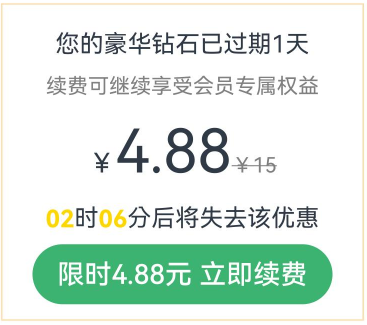 您的豪华钻石已过期1天
续费可继续享受会员专属权益
¥4.88 ¥15
02时06分后将失去该优惠
限时4.88元 立即续费